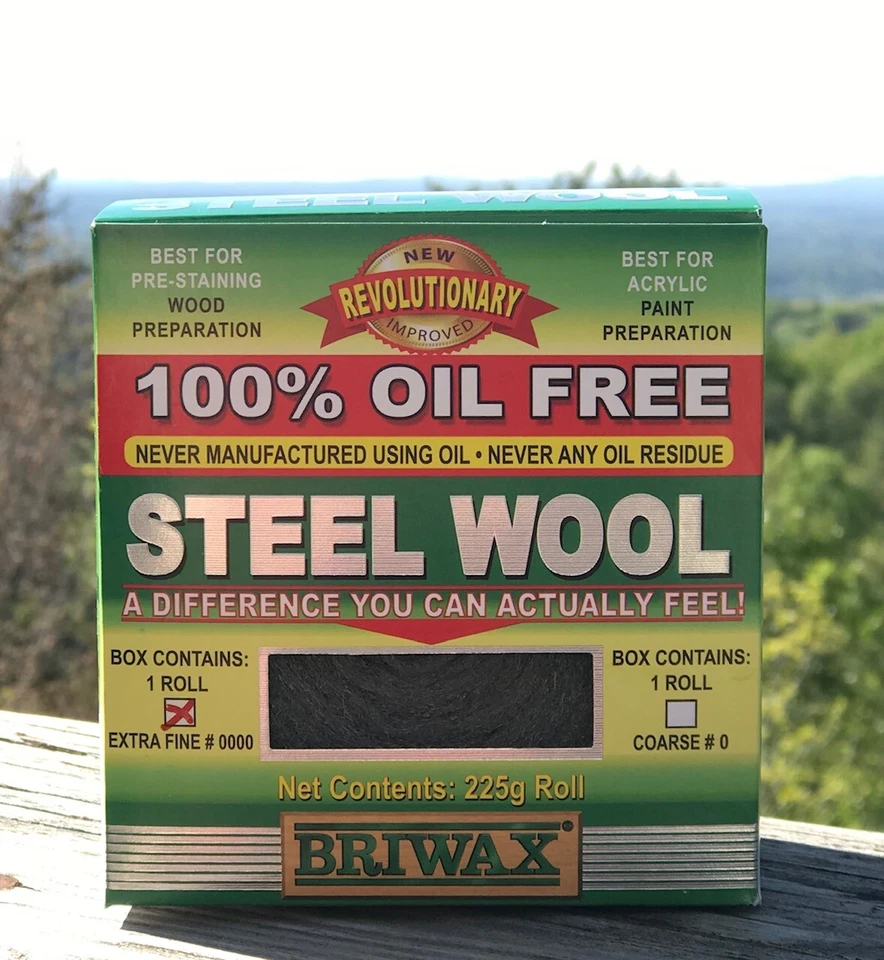 STEEL WOOL
BEST FOR
PRE-STAINING
WOOD
PREPARATION
NEW
REVOLUTIONARY
IMPROVED
BEST FOR
ACRYLIC
PAINT
PREPARATION
100% OIL FREE
NEVER MANUFACTURED USING OIL • NEVER ANY OIL RESIDUE
STEEL WOOL
A DIFFERENCE YOU CAN ACTUALLY FEEL!
BOX CONTAINS:
1 ROLL
EXTRA FINE # 0000
BOX CONTAINS:
1 ROLL
COARSE # 0
Net Contents: 225g Roll
BRIWAX®